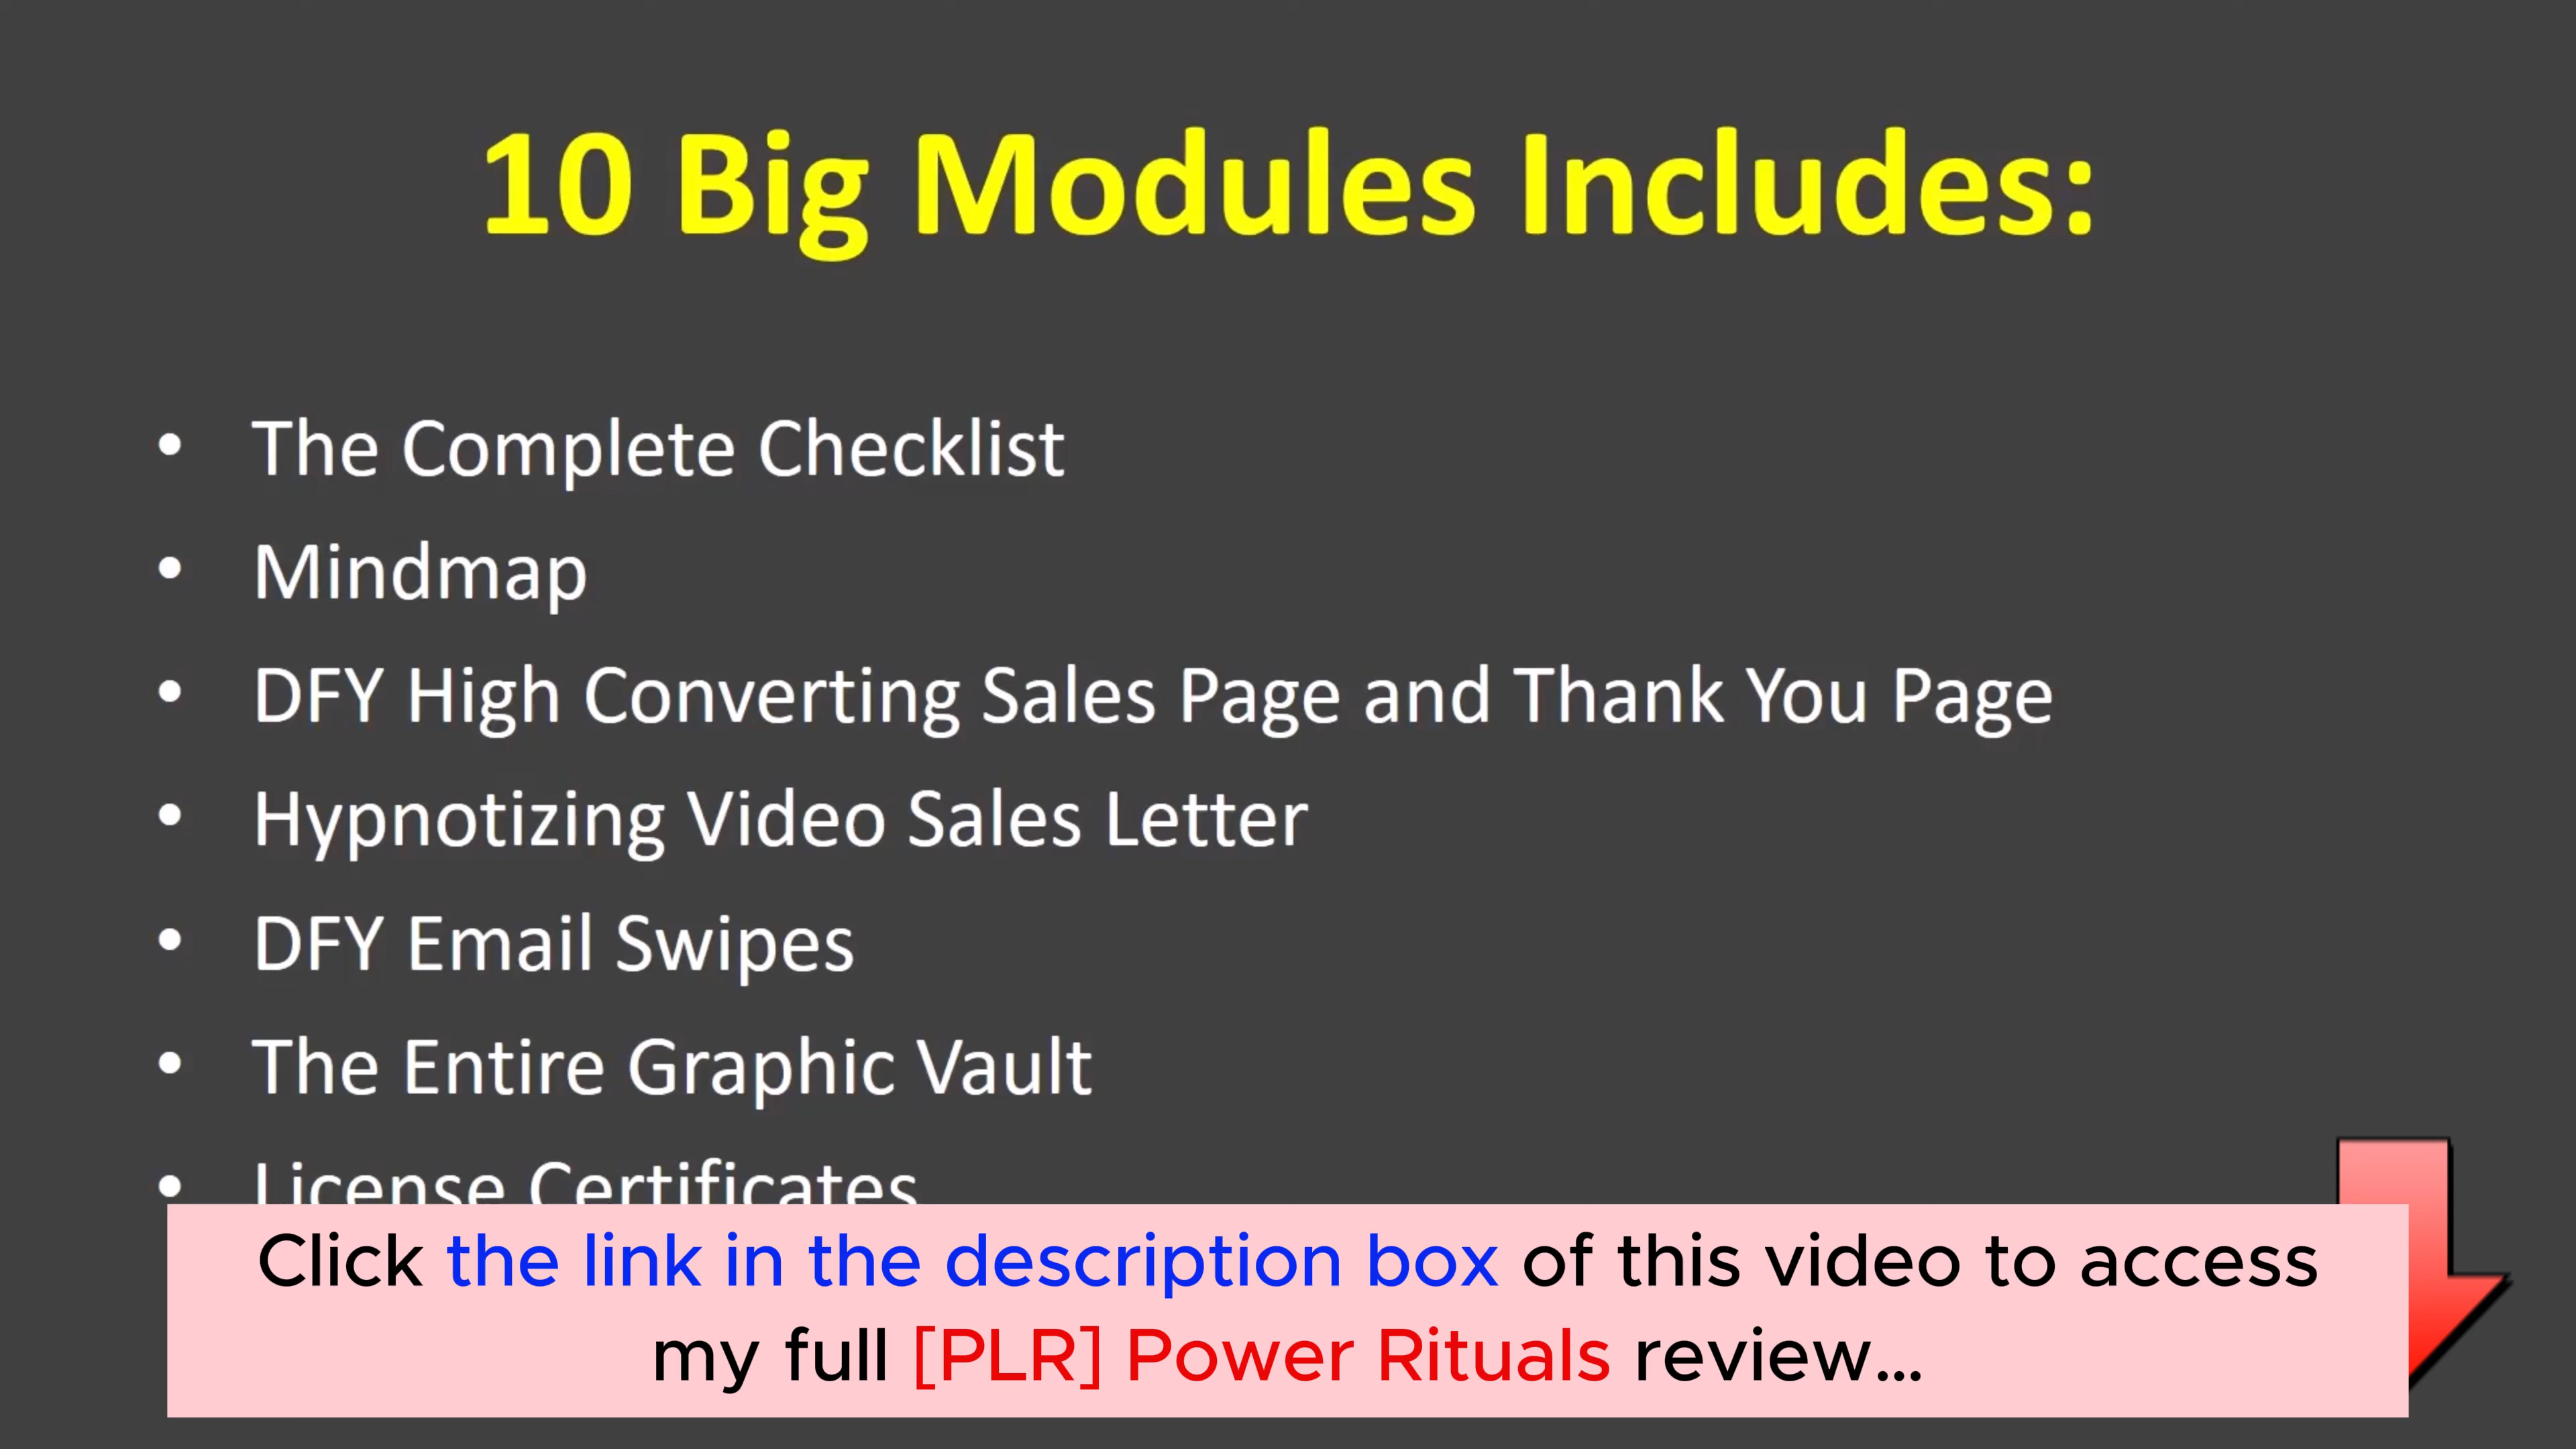 10 Big Modules Includes:
• The Complete Checklist
• Mindmap
• DFY High Converting Sales Page and Thank You Page
• Hypnotizing Video Sales Letter
• DFY Email Swipes
• The Entire Graphic Vault
• License Certificates
Click the link in the description box of this video to access
my full [PLR] Power Rituals review...